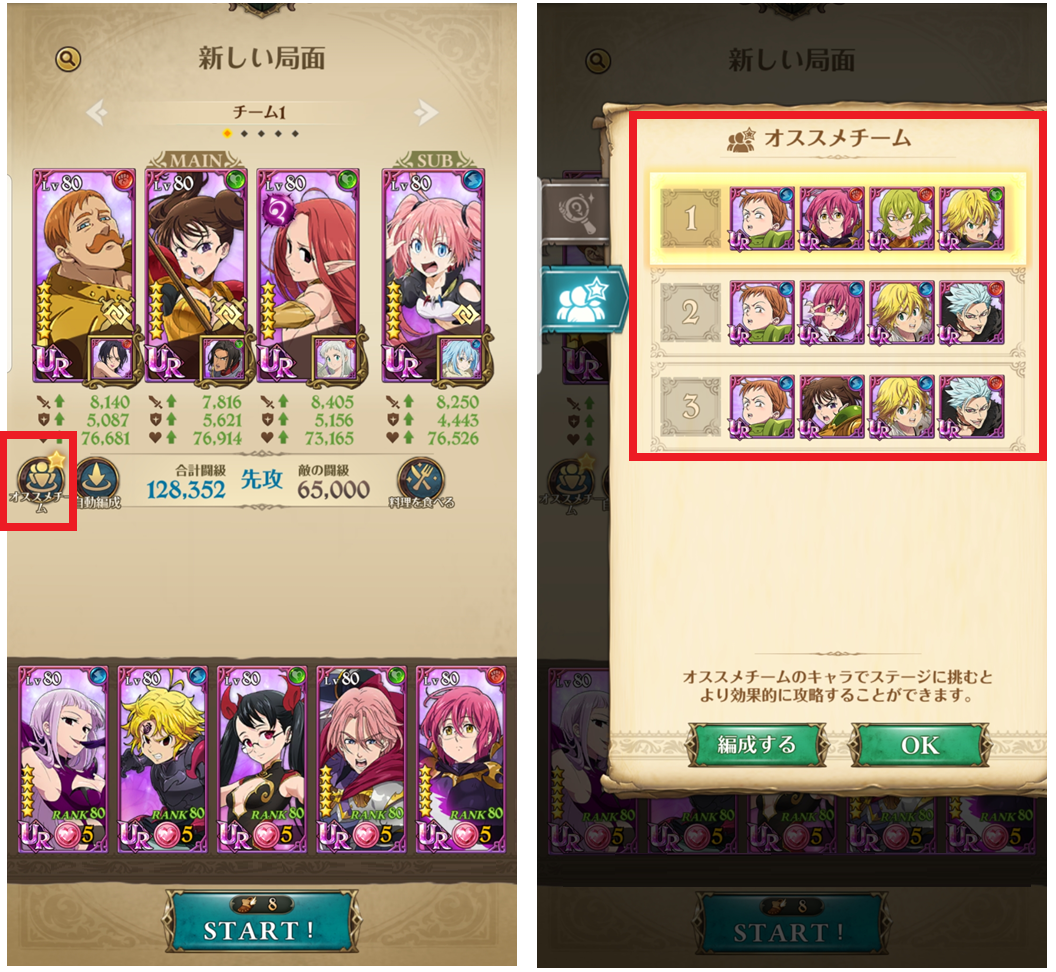 新しい局面
チーム1
MAIN
SUB
Lv 80
Lv 80
Lv 80
Lv 80
UR
UR
UR
UR
8,140
7,816
8,405
8,250
5,087
5,621
5,156
4,443
76,681
76,914
73,165
76,526
オススメチーム
自動編成
合計闘級
128,352
先攻
敵の闘級
65,000
料理を食べる
Lv 80
Lv 80
Lv 80
Lv 80
Lv 80
RANK 80
RANK 80
RANK 80
RANK 80
RANK 80
UR 5
UR 5
UR 5
UR 5
UR 5
8
START!
新しい局面
オススメチーム
1
UR
UR
UR
UR
2
UR
UR
UR
UR
3
UR
UR
UR
UR
オススメチーム
オススメチームのキャラでステージに挑むと
より効果的に攻略することができます。
編成する
OK
8
START!